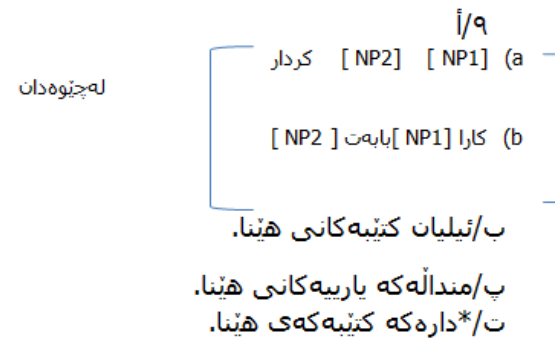 ٩/أ
a) [NP1 ] [NP2 ] کردار
لەچێوەدان
b) کارا [NP1 ]بابەت [ NP2 ]
ب/ئیلیان کتێبەکانی هێنا.
پ/منداڵەکە یارییەکانی هێنا.
ت/*دارەکە کتێبەکەی هێنا.